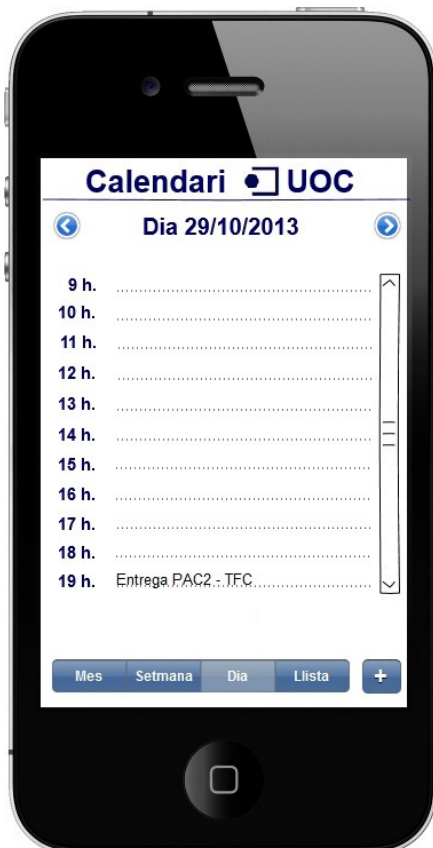 Calendari UOC
Dia 29/10/2013
9 h.
10 h.
11 h.
12 h.
13 h.
14 h.
15 h.
16 h.
17 h.
18 h.
19 h. Entrega PAC2 - TFC
Mes Setmana Dia Llista +